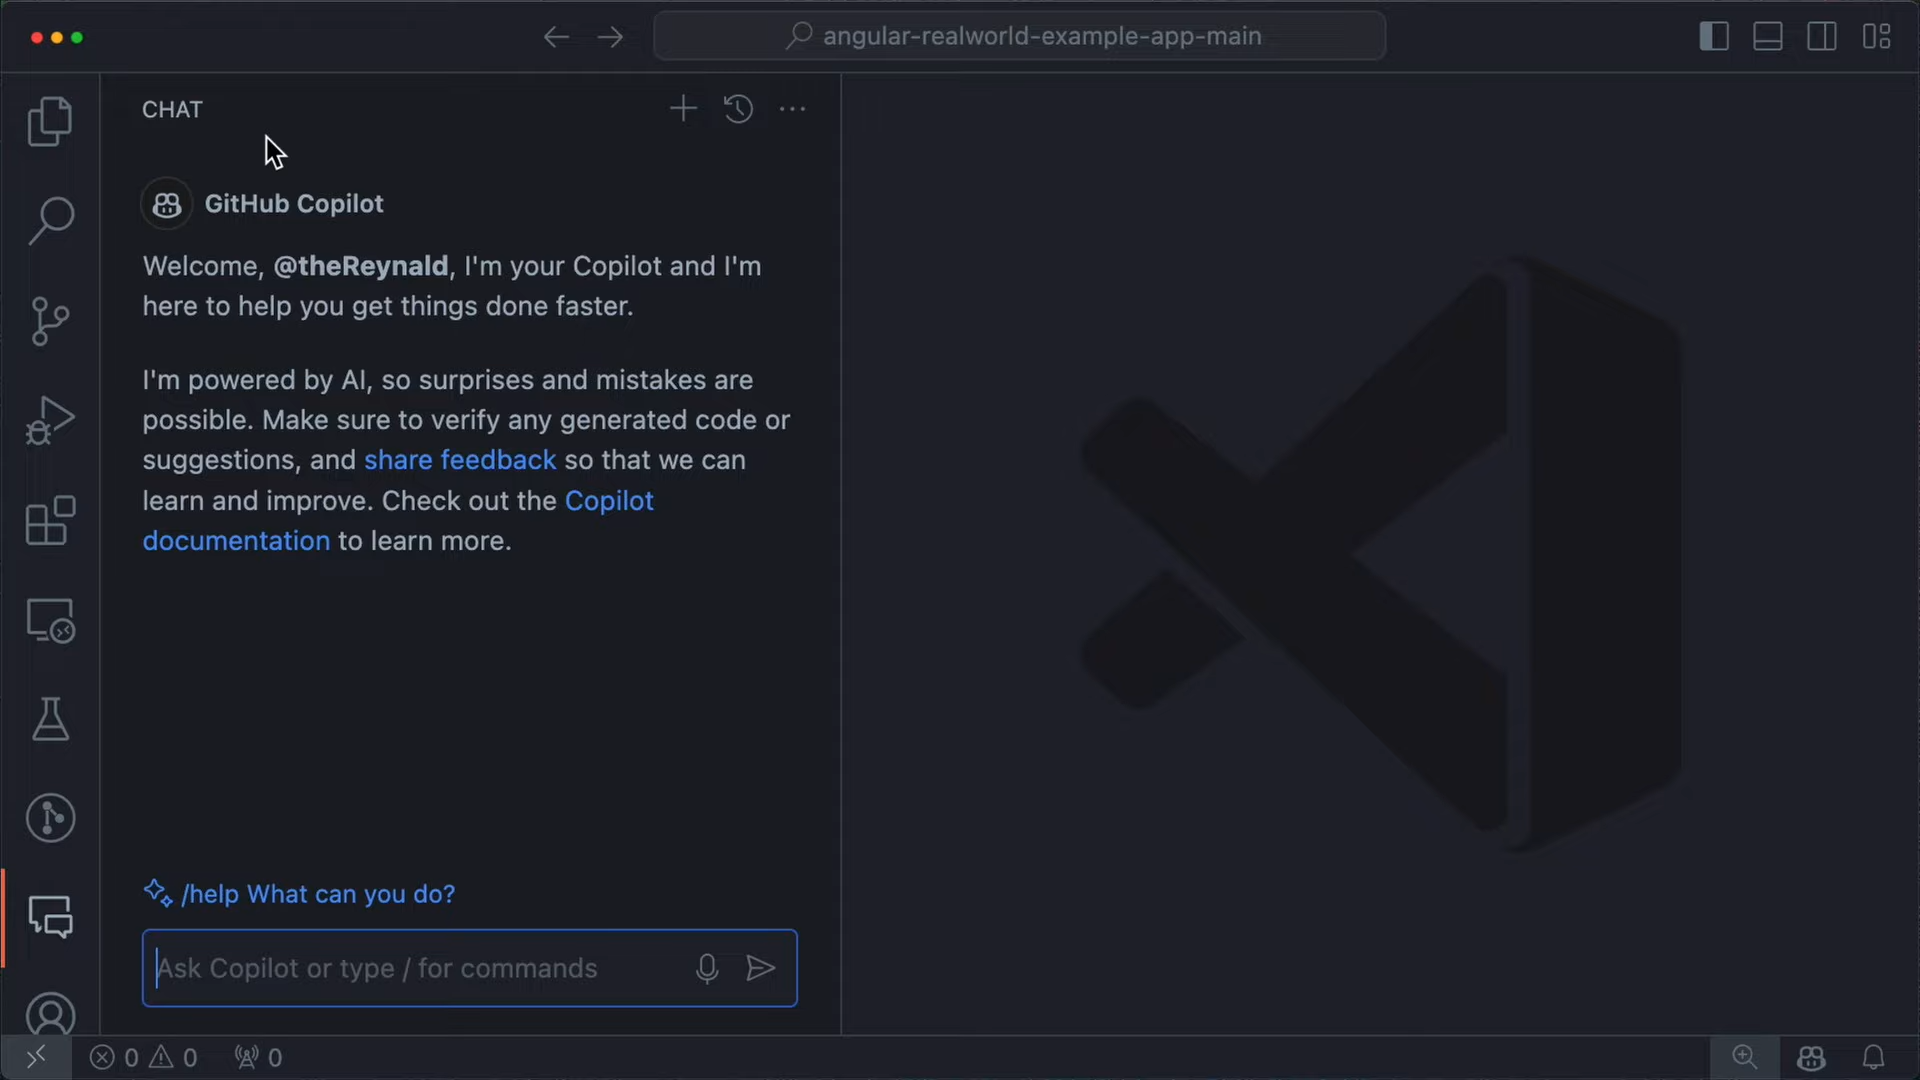 angular-realworld-example-app-main
CHAT
GitHub Copilot
Welcome, @theReynald, I'm your Copilot and I'm
here to help you get things done faster.
I'm powered by AI, so surprises and mistakes are
possible. Make sure to verify any generated code or
suggestions, and share feedback so that we can
learn and improve. Check out the Copilot
documentation to learn more.
/help What can you do?
Ask Copilot or type / for commands
0 0 0